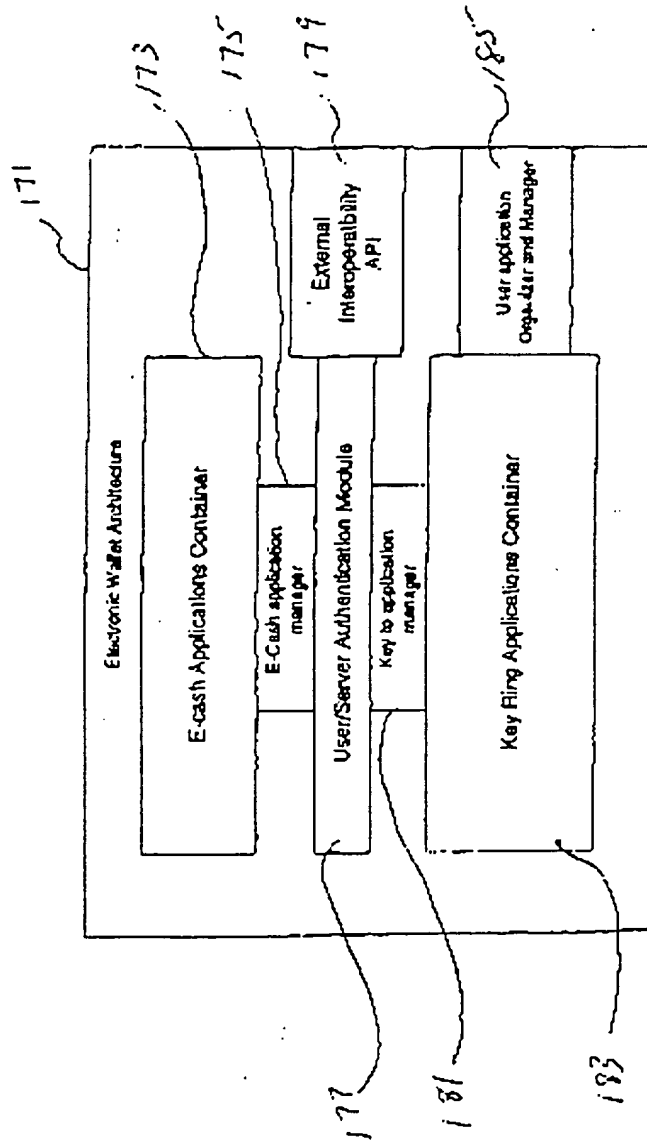 171
173
175
179
185
Electronic Wallet Architecture
E-cash Applications Container
E-Cash application
manager
External
Interoperability
API
User/Server Authentication Module
Key to application
manager
User application
Organizer and Manager
Key Ring Applications Container
177
181
183